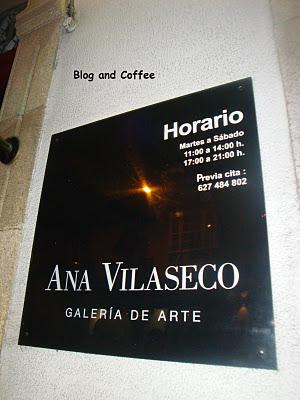 Blog and Coffee
Horario
Martes a Sábado
11:00 a 14:00 h.
17:00 a 21:00 h.
Previa cita :
627 484 802
ANA VILASECO
GALERÍA DE ARTE